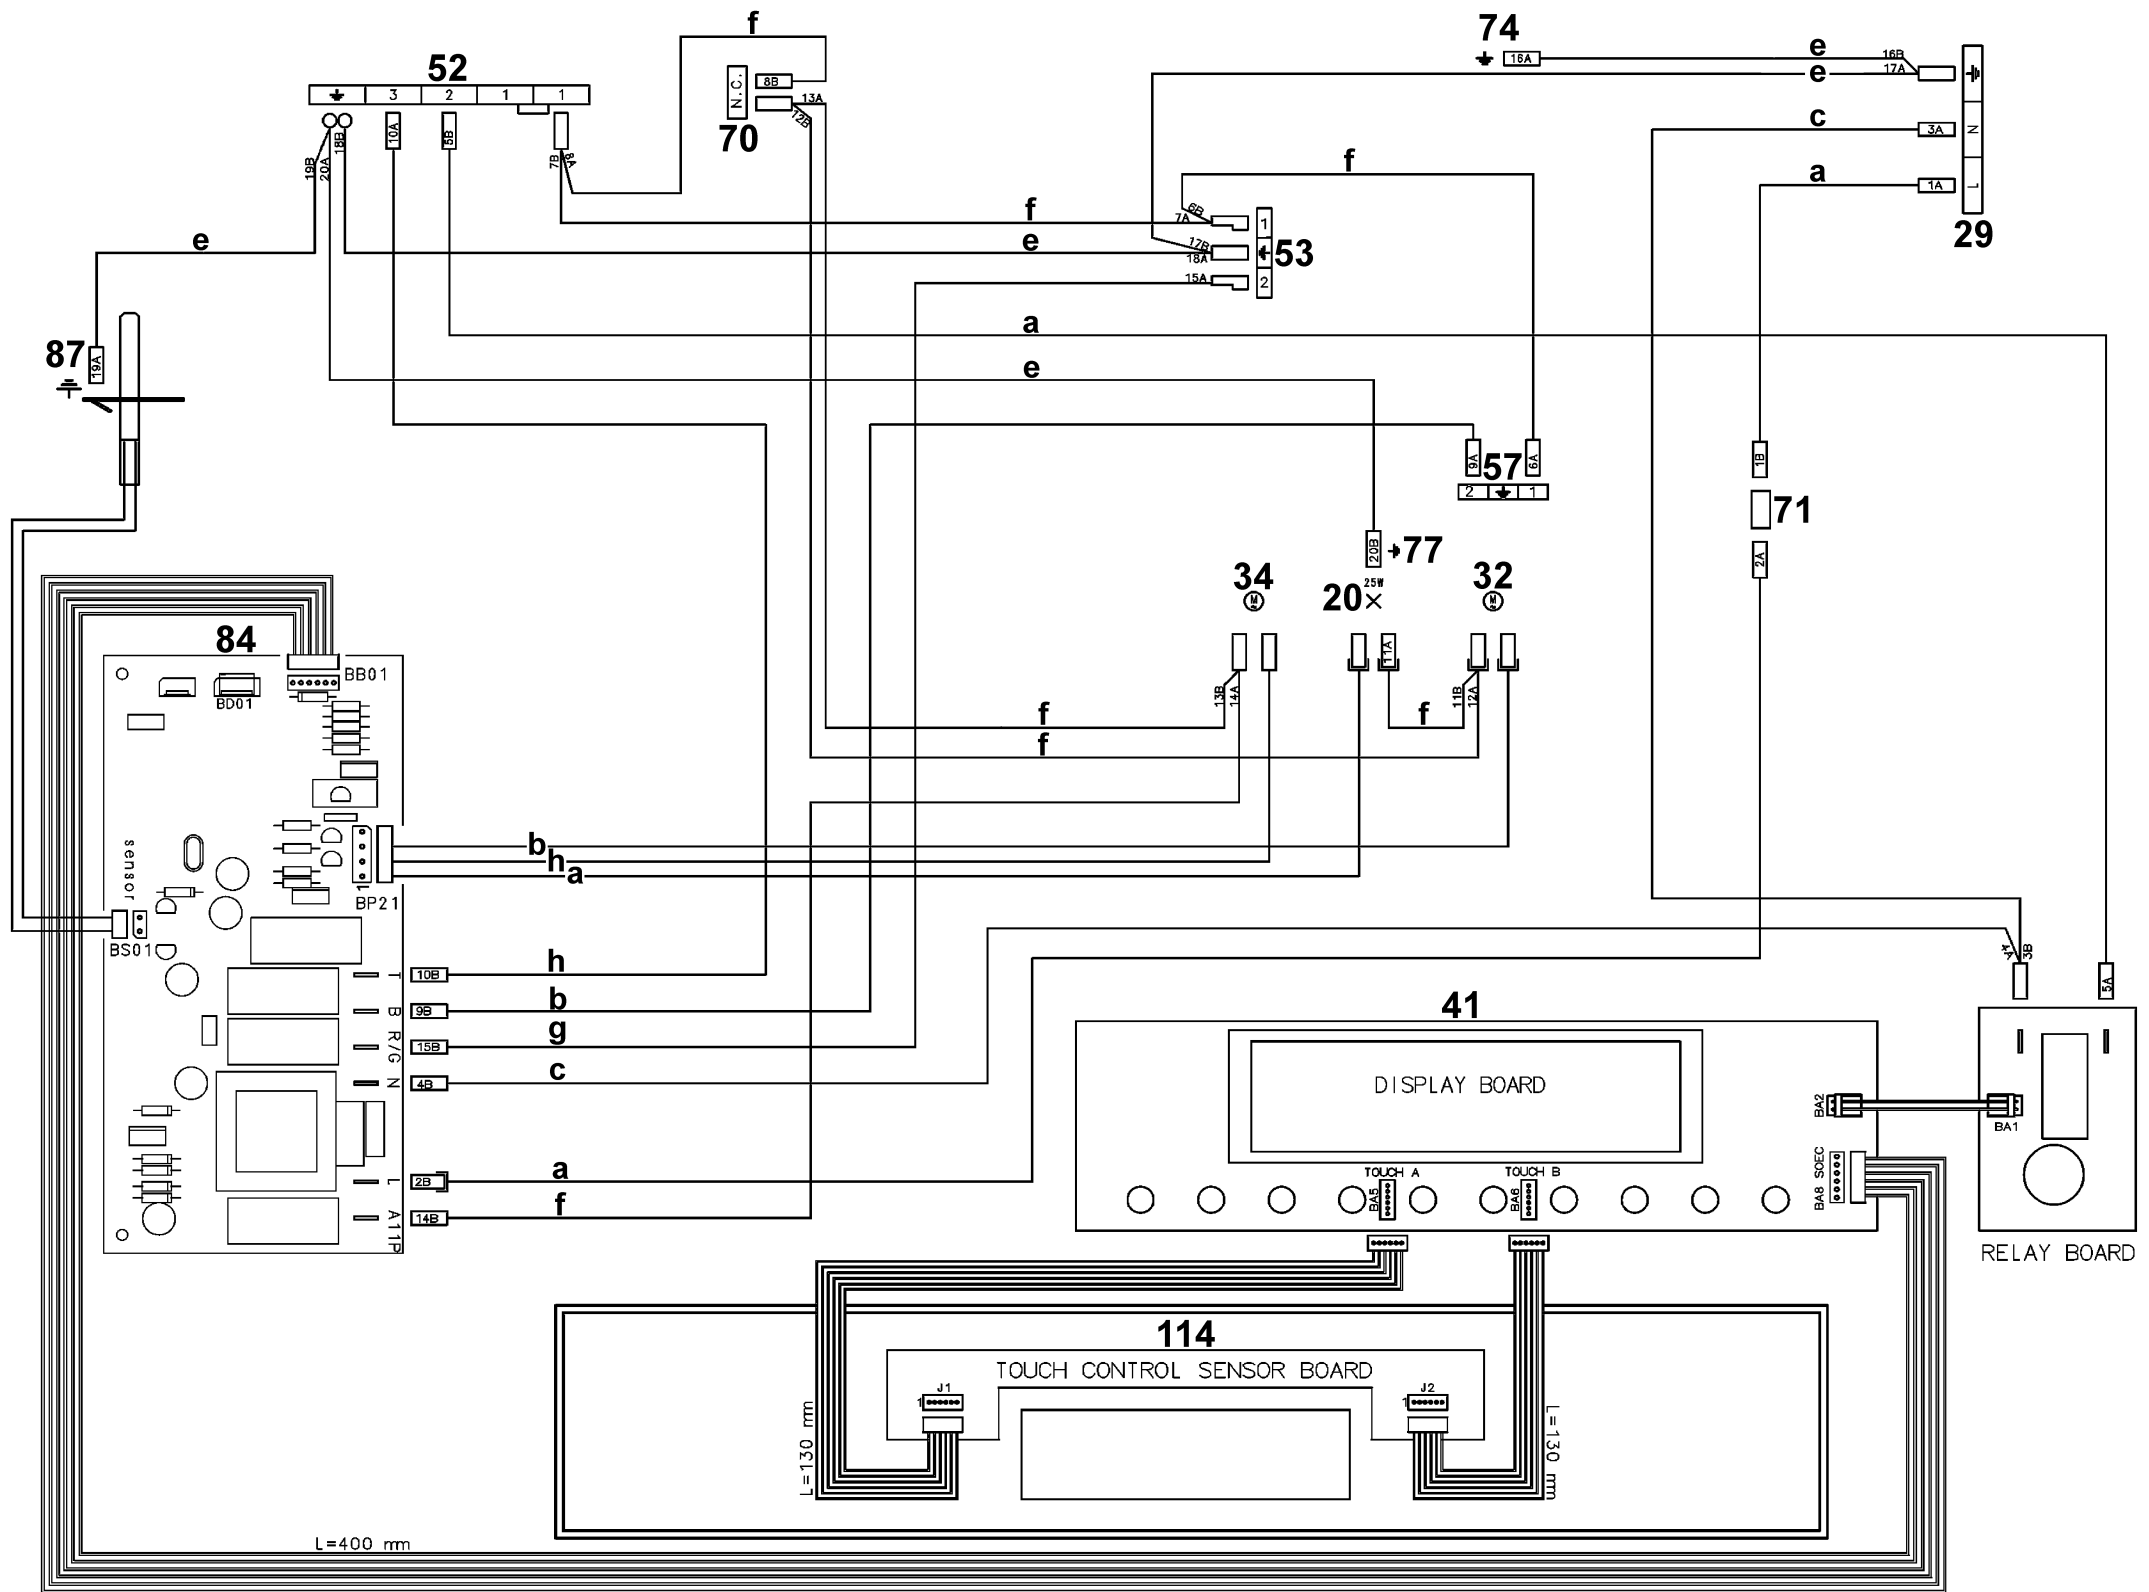 f
74
52
e
16A
16B
e
17A
N.C.
8B
3 2 1 1
13A
12B
70
c
3A
N
10A
5B
18B
19B
20A
7B
8A
f
a
1A
L
29
6B
7A
f
1
e
e
17B
18A
53
15A
2
a
87
19A
e
9A
57
6A
2 1
1B
71
2A
20B
77
34
M
20
25W
32
M
84
BB01
BD01
11A
13B
14A
11B
12A
f
f
f
sensor
b
h
a
1
BP21
BS01
T
10B
h
B
9B
b
R/G
15B
g
N
4B
c
L
2B
a
A11P
14B
f
4A
3B
5A
41
DISPLAY BOARD
BA2
BA1
TOUCH A
TOUCH B
BA5
BA6
BA8 SOEC
RELAY BOARD
114
TOUCH CONTROL SENSOR BOARD
J1
1
J2
1
L=130 mm
L=130 mm
L=400 mm